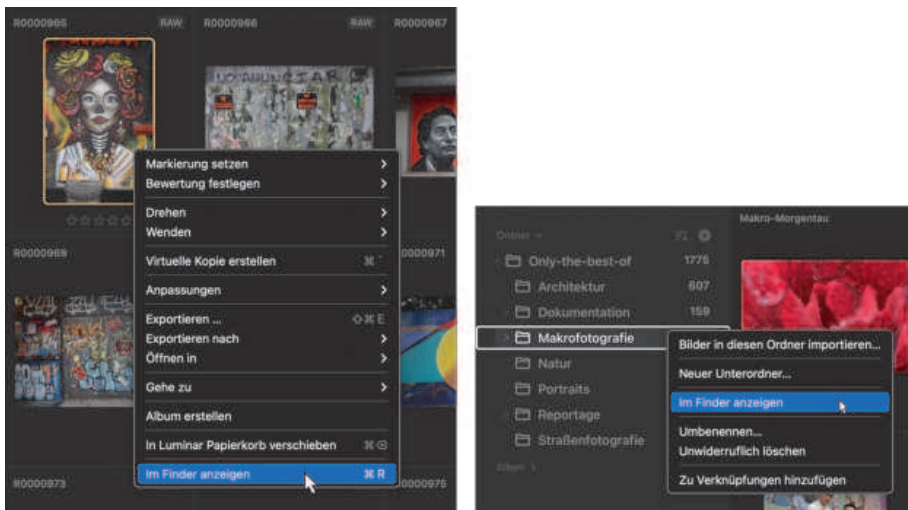 R0000965 RAW R0000966 RAW R0000967
Markierung setzen
Bewertung festlegen
Drehen
Wenden
Virtuelle Kopie erstellen ⌘ ´
Anpassungen
Exportieren ... ⇧⌘E
Exportieren nach
Öffnen in
Gehe zu
Album erstellen
In Luminar Papierkorb verschieben ⌘⌫
Im Finder anzeigen ⌘R
R0000969
0000971
R0000973
0000975
Makro-Morgentau
Ordner
Only-the-best-of 1775
Architektur 607
Dokumentation 159
Makrofotografie
Natur
Portraits
Reportage
Straßenfotografie
Alben
Bilder in diesen Ordner importieren...
Neuer Unterordner...
Im Finder anzeigen
Umbenennen...
Unwiderruflich löschen
Zu Verknüpfungen hinzufügen